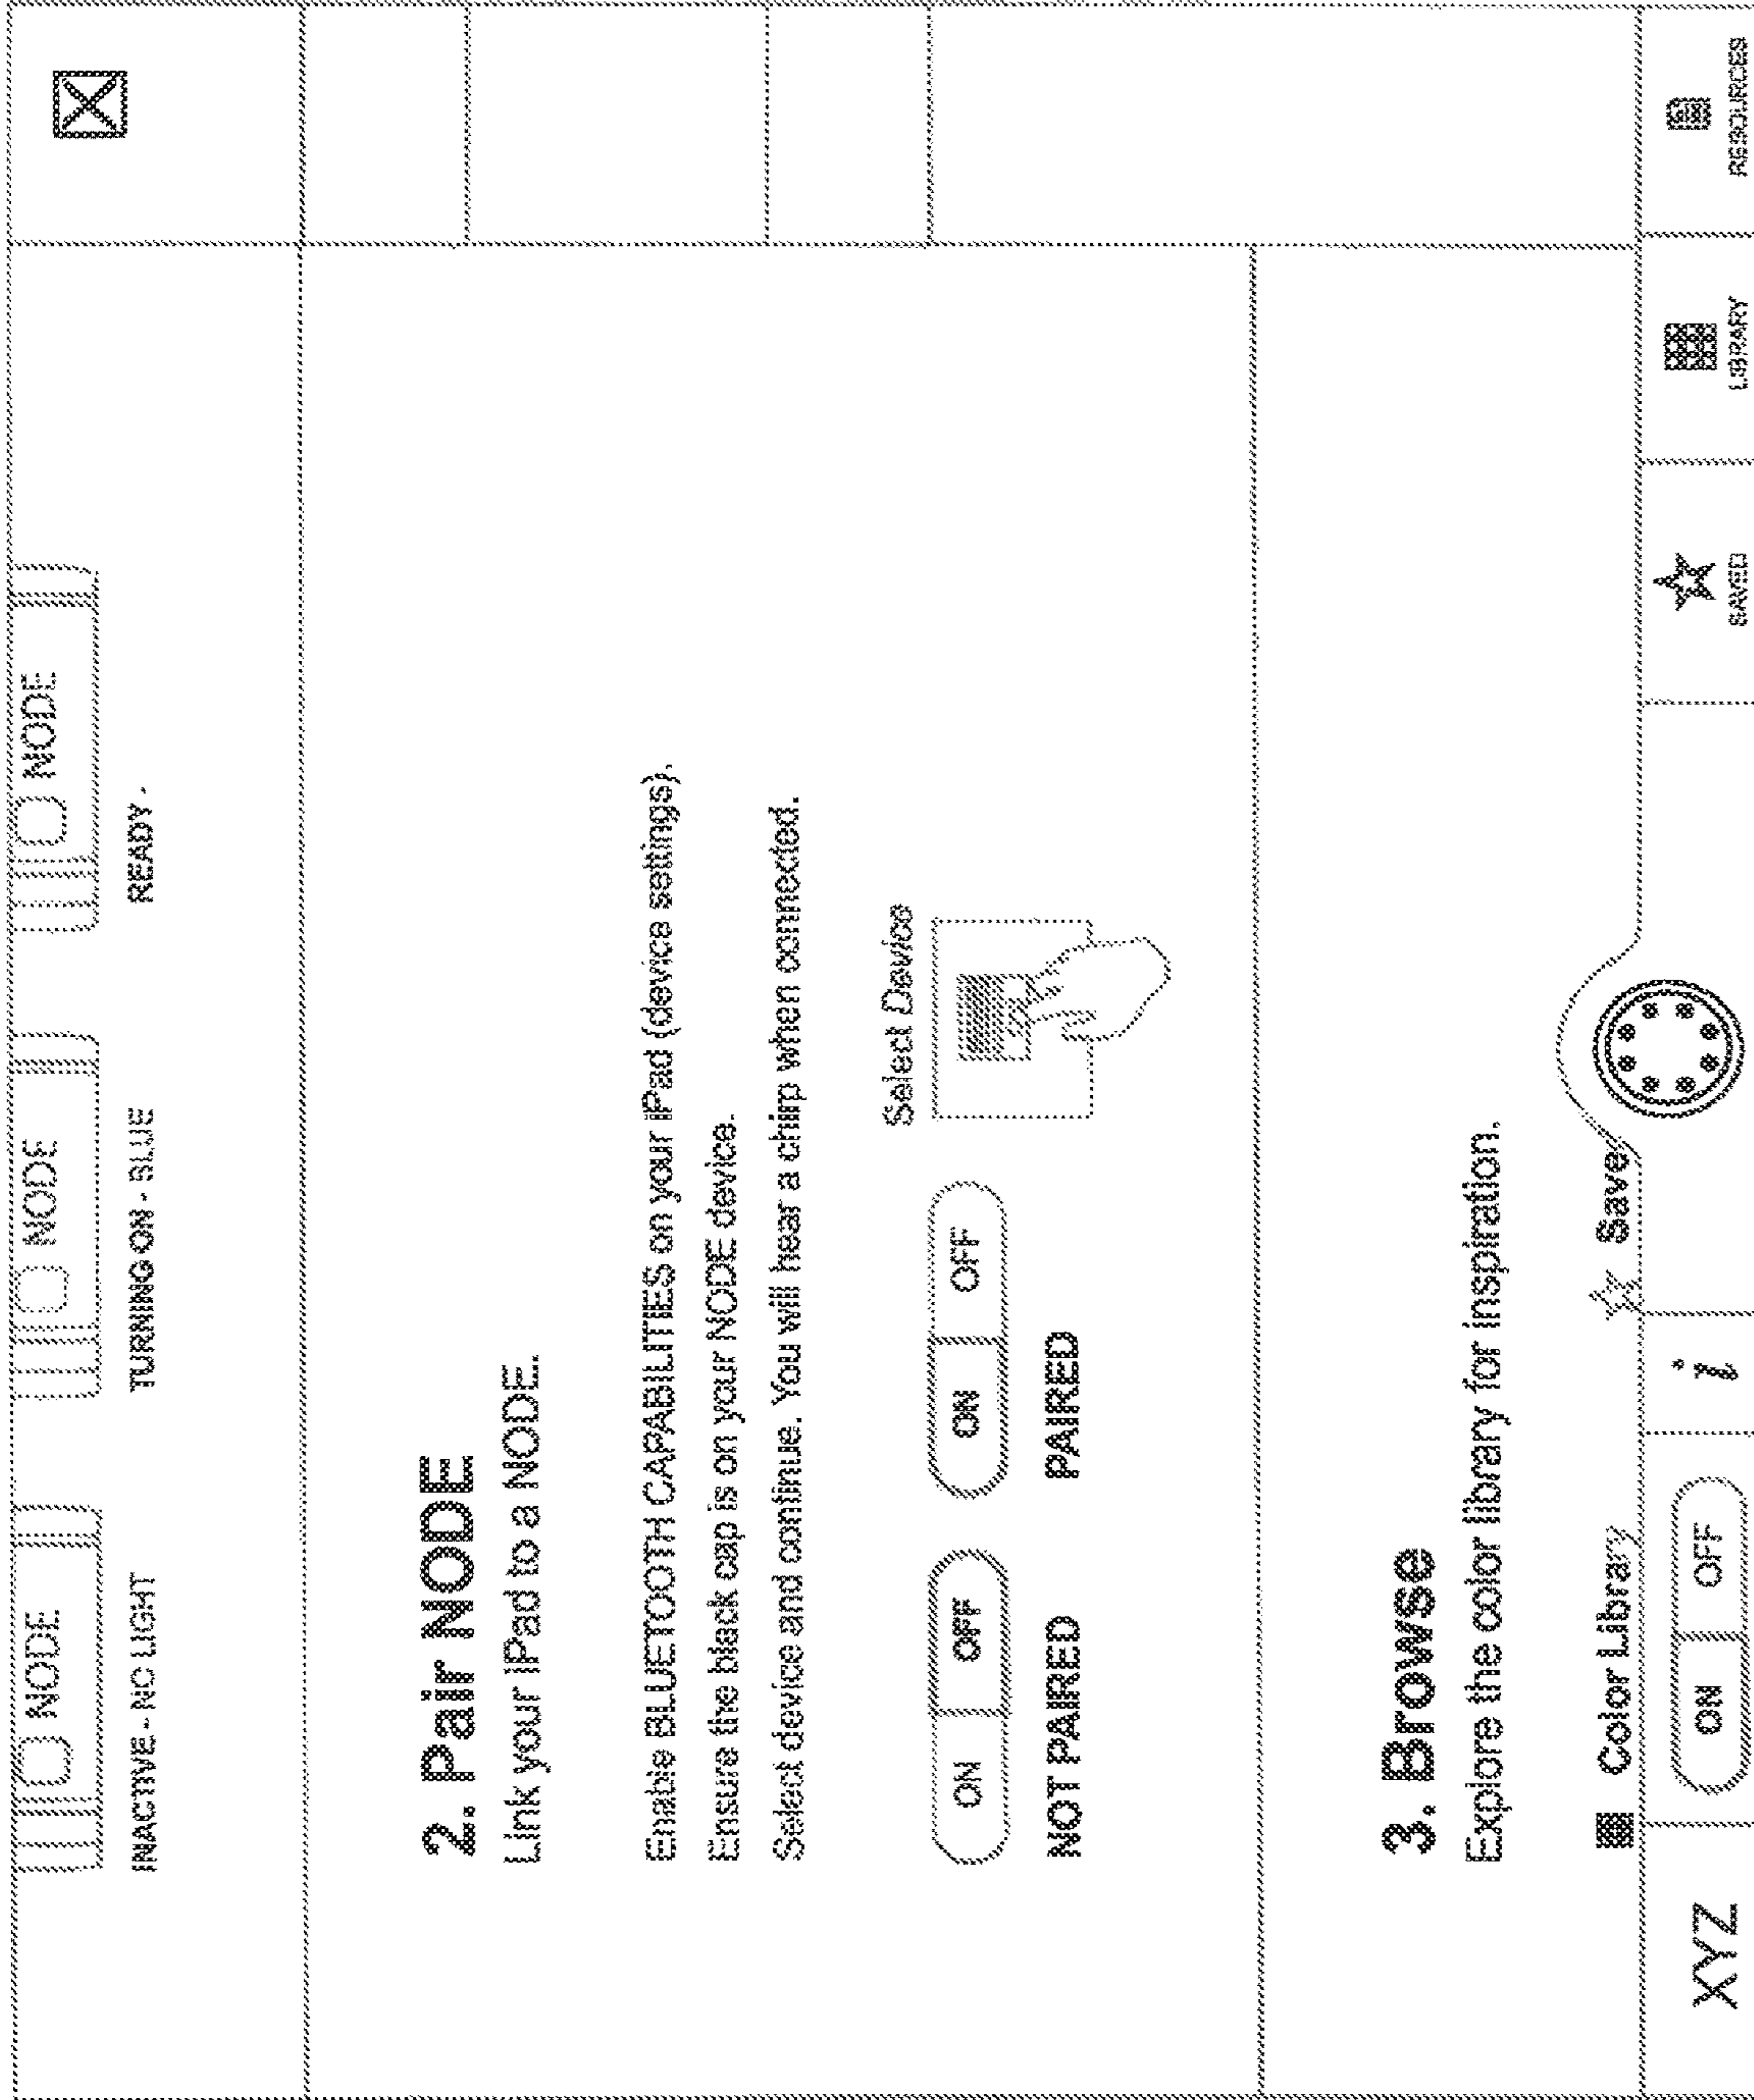 NODE NODE NODE
INACTIVE - NO LIGHT TURNING ON - BLUE READY -
2. Pair NODE
Link your iPad to a NODE.
Enable BLUETOOTH CAPABILITIES on your iPad (device settings).
Ensure the black cap is on your NODE device.
Select device and continue. You will hear a chirp when connected.
Select Device
ON OFF ON OFF
NOT PAIRED PAIRED
3. Browse
Explore the color library for inspiration.
Color Library Save
XYZ ON OFF i
SAVED LIBRARY RESOURCES